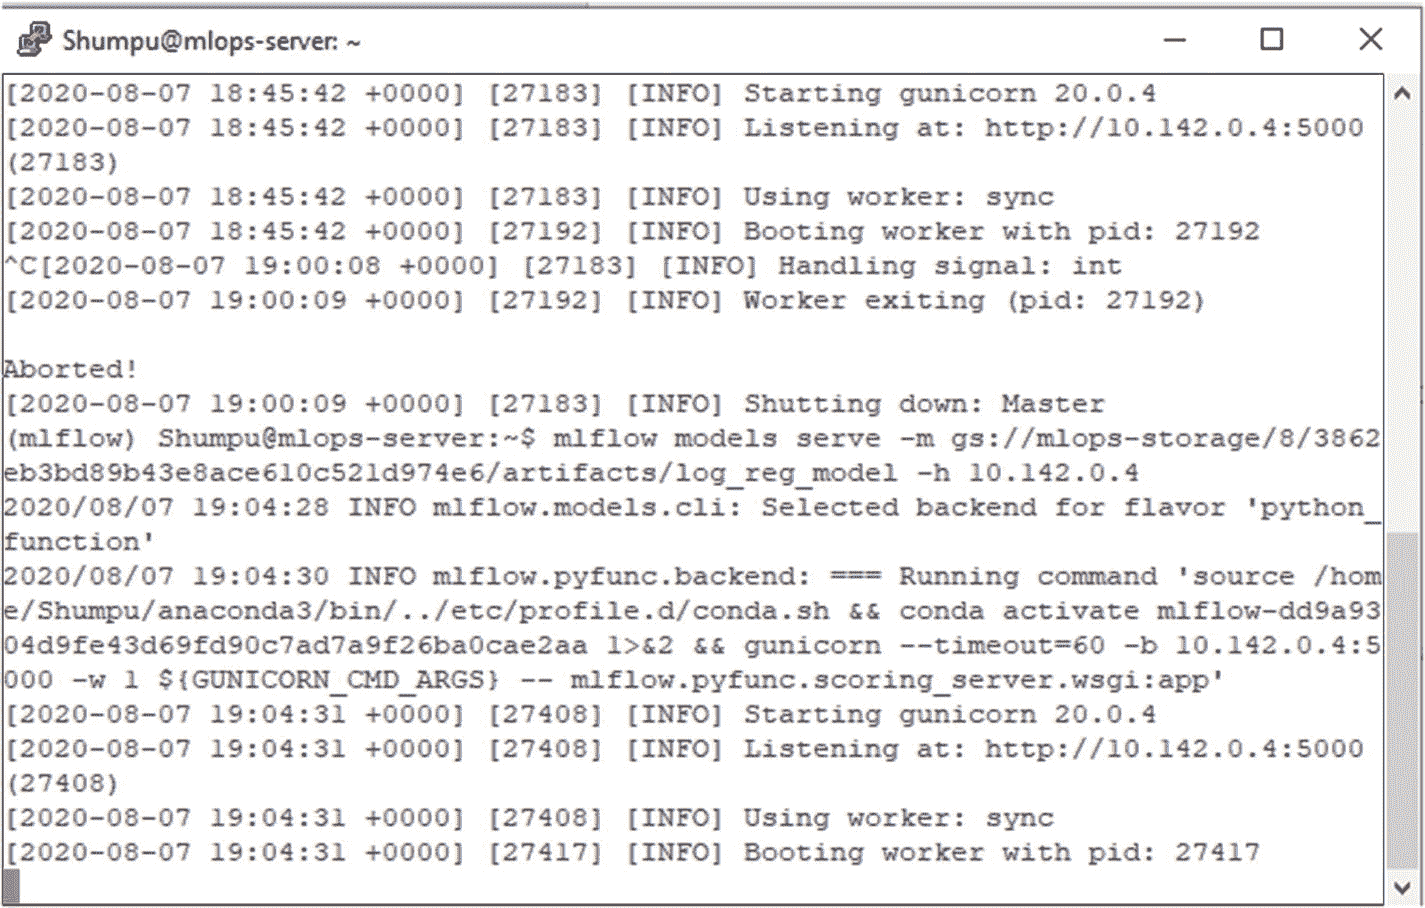 Shumpu@mlops-server: ~
[2020-08-07 18:45:42 +0000] [27183] [INFO] Starting gunicorn 20.0.4
[2020-08-07 18:45:42 +0000] [27183] [INFO] Listening at: http://10.142.0.4:5000
(27183)
[2020-08-07 18:45:42 +0000] [27183] [INFO] Using worker: sync
[2020-08-07 18:45:42 +0000] [27192] [INFO] Booting worker with pid: 27192
^C[2020-08-07 19:00:08 +0000] [27183] [INFO] Handling signal: int
[2020-08-07 19:00:09 +0000] [27192] [INFO] Worker exiting (pid: 27192)
Aborted!
[2020-08-07 19:00:09 +0000] [27183] [INFO] Shutting down: Master
(mlflow) Shumpu@mlops-server:~$ mlflow models serve -m gs://mlops-storage/8/3862
eb3bd89b43e8ace610c521d974e6/artifacts/log_reg_model -h 10.142.0.4
2020/08/07 19:04:28 INFO mlflow.models.cli: Selected backend for flavor 'python_
function'
2020/08/07 19:04:30 INFO mlflow.pyfunc.backend: === Running command 'source /hom
e/Shumpu/anaconda3/bin/../etc/profile.d/conda.sh && conda activate mlflow-dd9a93
04d9fe43d69fd90c7ad7a9f26ba0cae2aa 1>&2 && gunicorn --timeout=60 -b 10.142.0.4:5
000 -w 1 ${GUNICORN_CMD_ARGS} -- mlflow.pyfunc.scoring_server.wsgi:app'
[2020-08-07 19:04:31 +0000] [27408] [INFO] Starting gunicorn 20.0.4
[2020-08-07 19:04:31 +0000] [27408] [INFO] Listening at: http://10.142.0.4:5000
(27408)
[2020-08-07 19:04:31 +0000] [27408] [INFO] Using worker: sync
[2020-08-07 19:04:31 +0000] [27417] [INFO] Booting worker with pid: 27417